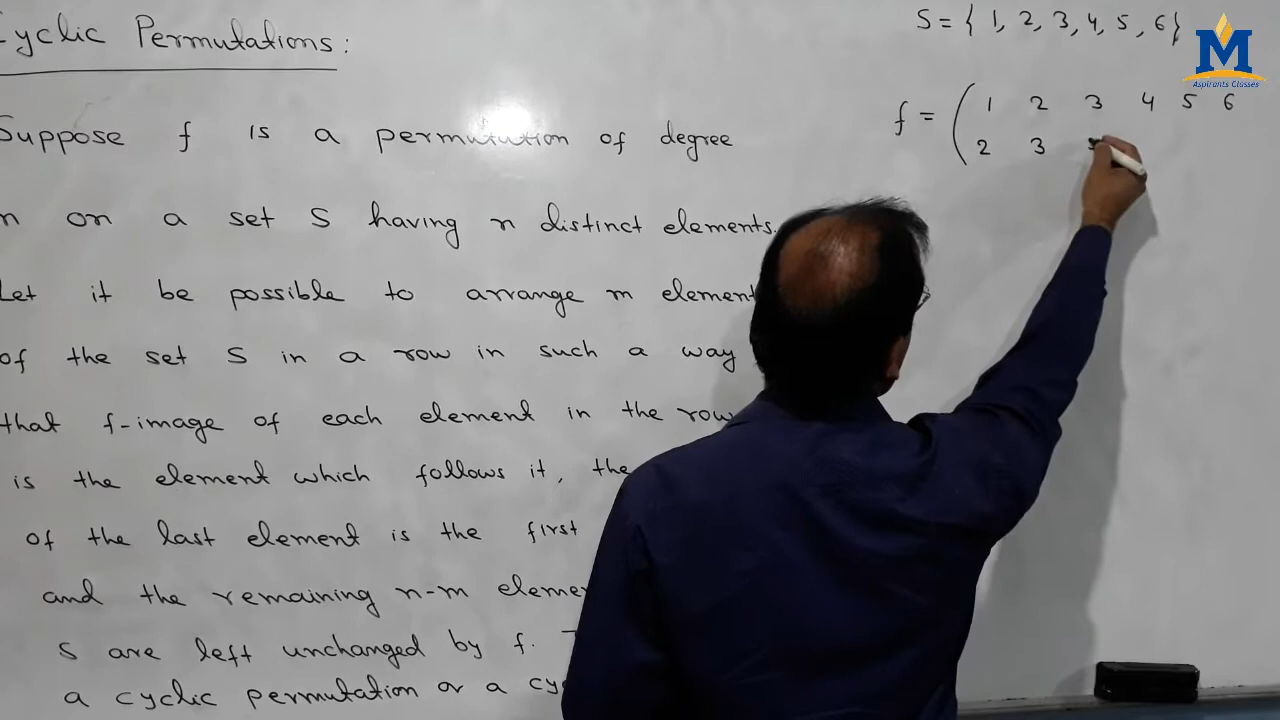 Cyclic Permutations:
Suppose f is a permutation of degree
n on a set S having n distinct elements.
Let it be possible to arrange m element
of the set S in a row in such a way
that f-image of each element in the row
is the element which follows it, the
of the last element is the first
and the remaining n-m eleme
S are left unchanged by f.
a cyclic permutation or a cy
S = { 1, 2, 3, 4, 5, 6}
f = ( 1 2 3 4 5 6
2 3
M
Aspirants Classes